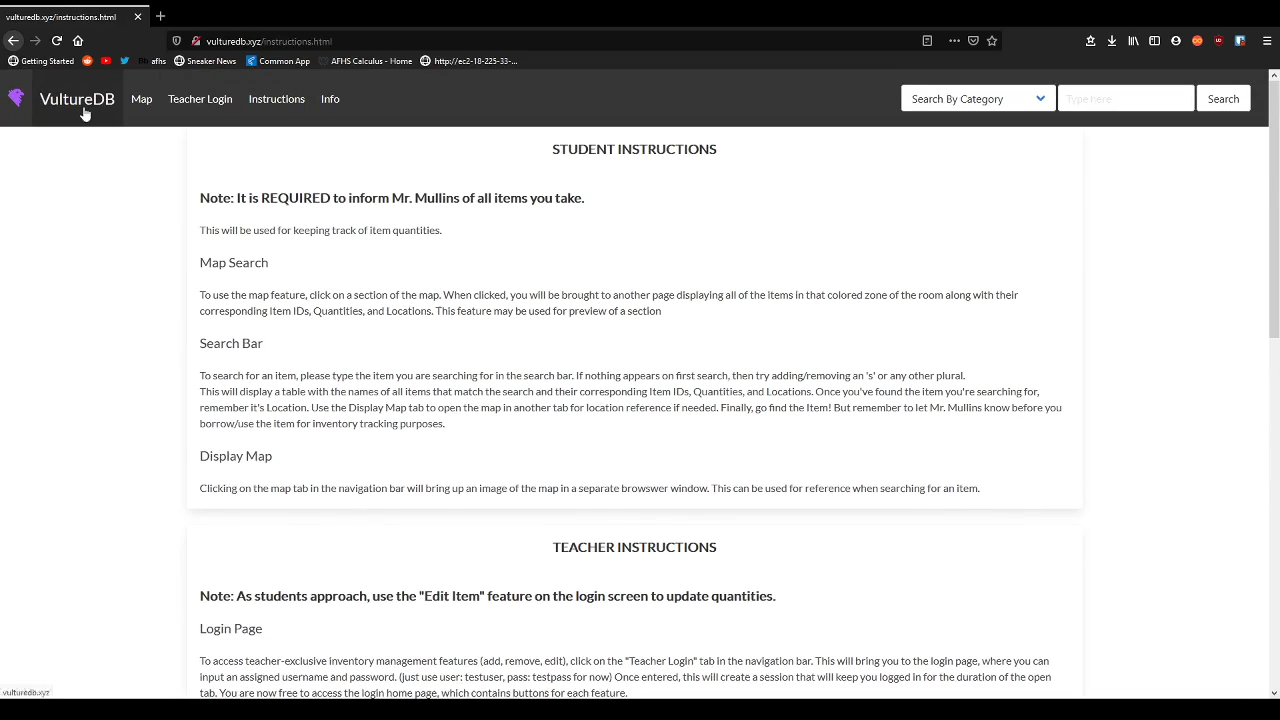 vulturedb.xyz/instructions.html
vulturedb.xyz/instructions.html
Getting Started
afhs
Sneaker News
Common App
AFHS Calculus - Home
http://ec2-18-225-33-...
VultureDB
Map
Teacher Login
Instructions
Info
Search By Category
Type here
Search
STUDENT INSTRUCTIONS
Note: It is REQUIRED to inform Mr. Mullins of all items you take.
This will be used for keeping track of item quantities.
Map Search
To use the map feature, click on a section of the map. When clicked, you will be brought to another page displaying all of the items in that colored zone of the room along with their
corresponding Item IDs, Quantities, and Locations. This feature may be used for preview of a section
Search Bar
To search for an item, please type the item you are searching for in the search bar. If nothing appears on first search, then try adding/removing an 's' or any other plural.
This will display a table with the names of all items that match the search and their corresponding Item IDs, Quantities, and Locations. Once you've found the item you're searching for,
remember it's Location. Use the Display Map tab to open the map in another tab for location reference if needed. Finally, go find the Item! But remember to let Mr. Mullins know before you
borrow/use the item for inventory tracking purposes.
Display Map
Clicking on the map tab in the navigation bar will bring up an image of the map in a separate browswer window. This can be used for reference when searching for an item.
TEACHER INSTRUCTIONS
Note: As students approach, use the "Edit Item" feature on the login screen to update quantities.
Login Page
To access teacher-exclusive inventory management features (add, remove, edit), click on the "Teacher Login" tab in the navigation bar. This will bring you to the login page, where you can
input an assigned username and password. (just use user: testuser, pass: testpass for now) Once entered, this will create a session that will keep you logged in for the duration of the open
tab. You are now free to access the login home page, which contains buttons for each feature.
vulturedb.xyz